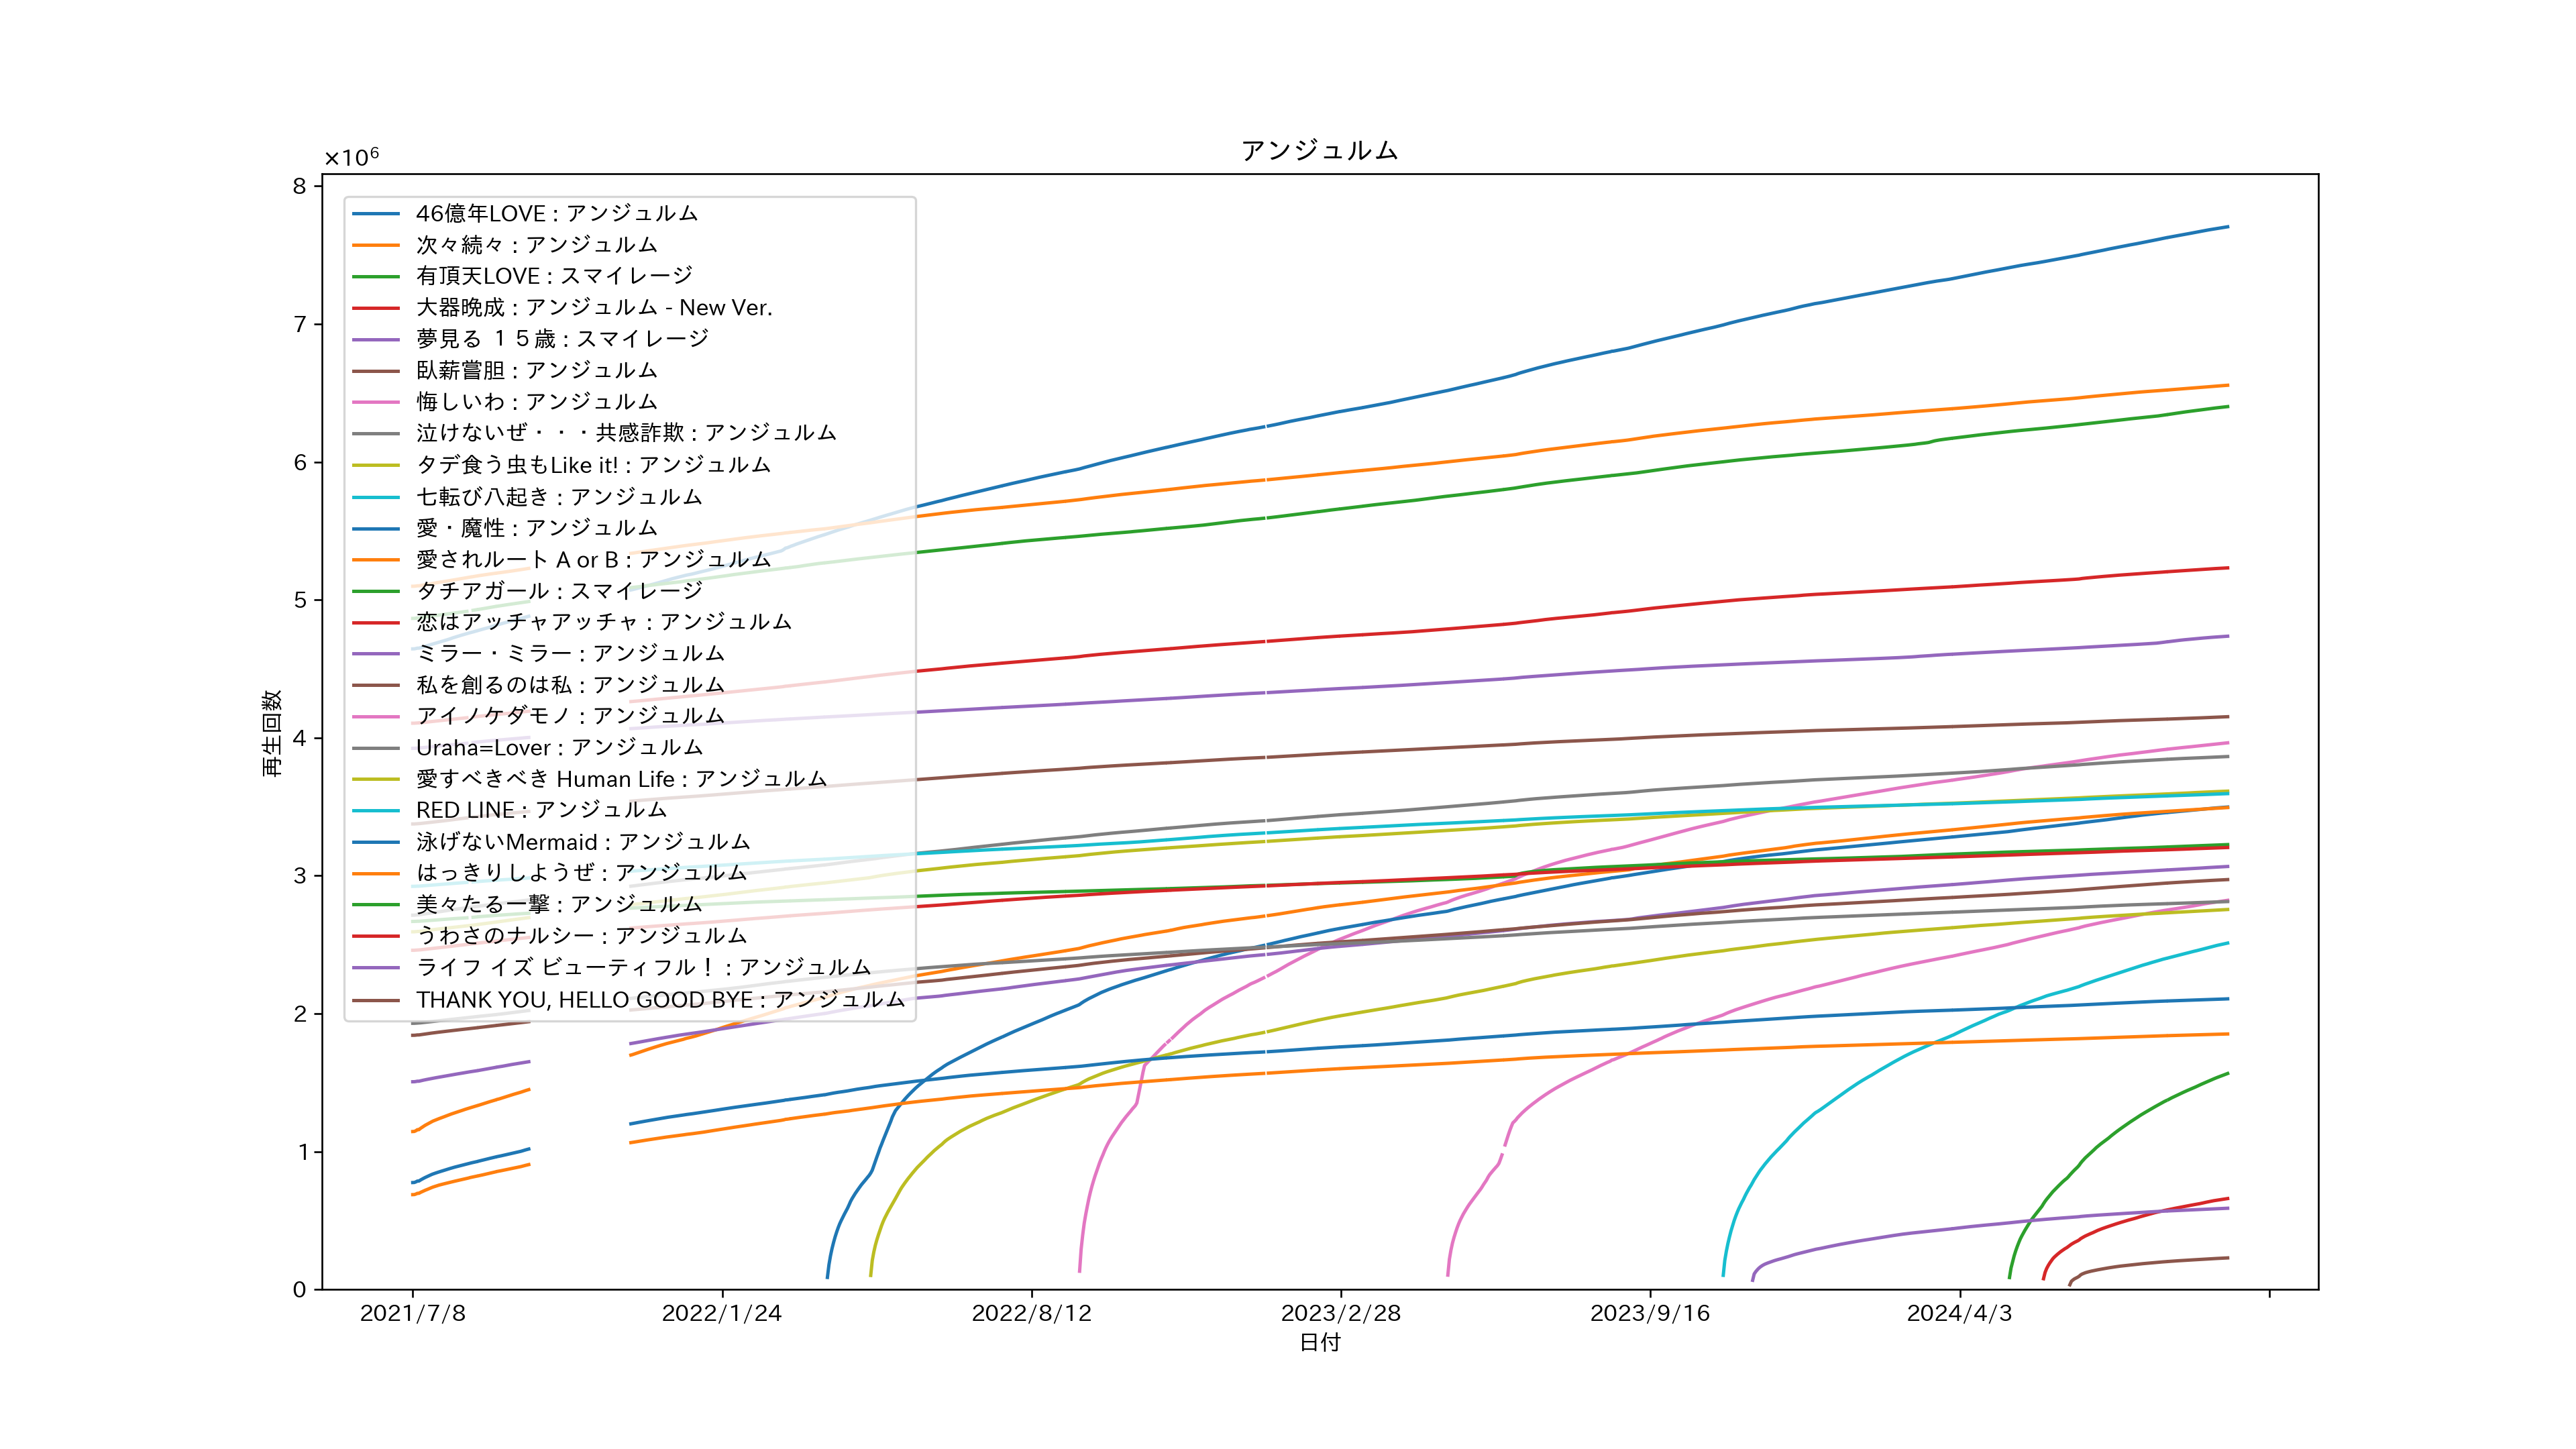 アンジュルム
×10⁶
8
7
6
5
4
3
2
1
0
再生回数
46億年LOVE : アンジュルム
次々続々 : アンジュルム
有頂天LOVE : スマイレージ
大器晩成 : アンジュルム - New Ver.
夢見る １５歳 : スマイレージ
臥薪嘗胆 : アンジュルム
悔しいわ : アンジュルム
泣けないぜ・・・共感詐欺 : アンジュルム
タデ食う虫もLike it! : アンジュルム
七転び八起き : アンジュルム
愛・魔性 : アンジュルム
愛されルート A or B : アンジュルム
タチアガール : スマイレージ
恋はアッチャアッチャ : アンジュルム
ミラー・ミラー : アンジュルム
私を創るのは私 : アンジュルム
アイノケダモノ : アンジュルム
Uraha=Lover : アンジュルム
愛すべきべき Human Life : アンジュルム
RED LINE : アンジュルム
泳げないMermaid : アンジュルム
はっきりしようぜ : アンジュルム
美々たる一撃 : アンジュルム
うわさのナルシー : アンジュルム
ライフ イズ ビューティフル！ : アンジュルム
THANK YOU, HELLO GOOD BYE : アンジュルム
2021/7/8 2022/1/24 2022/8/12 2023/2/28 2023/9/16 2024/4/3
日付